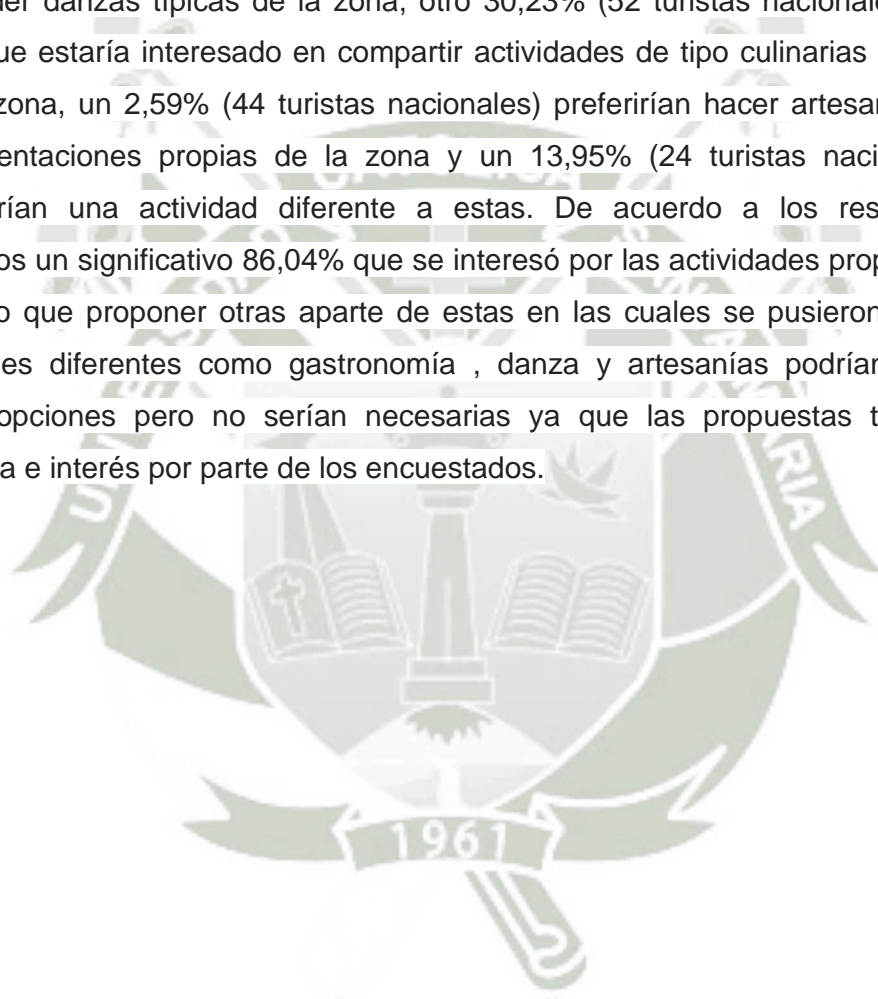 der danzas típicas de la zona, otro 30,23% (52 turistas nacionale
ue estaría interesado en compartir actividades de tipo culinarias
zona, un 2,59% (44 turistas nacionales) preferirían hacer artesa
entaciones propias de la zona y un 13,95% (24 turistas naci
rían una actividad diferente a estas. De acuerdo a los res
os un significativo 86,04% que se interesó por las actividades prop
o que proponer otras aparte de estas en las cuales se pusieron
es diferentes como gastronomía , danza y artesanías podrían
opciones pero no serían necesarias ya que las propuestas t
a e interés por parte de los encuestados.
1961